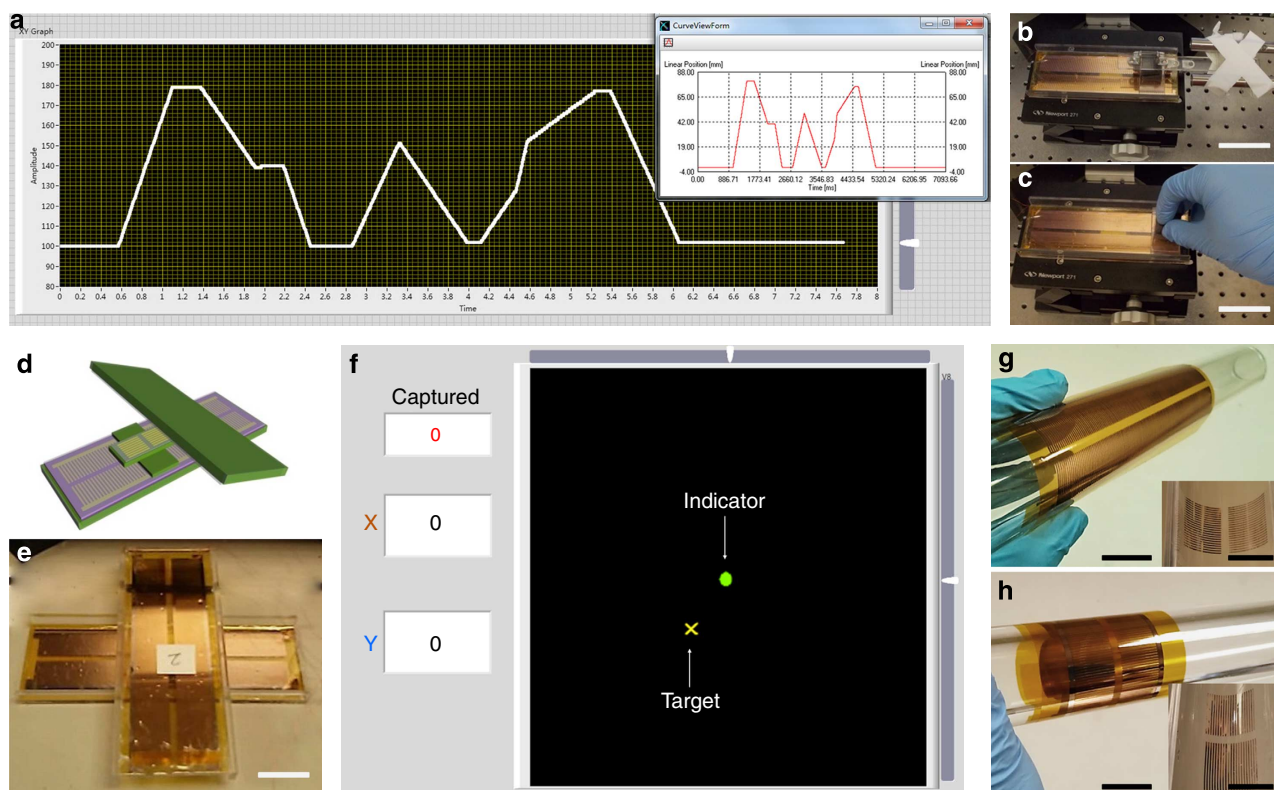 a
XY Graph
Amplitude
200
190
180
170
160
150
140
130
120
110
100
90
80
0 0.2 0.4 0.6 0.8 1 1.2 1.4 1.6 1.8 2 2.2 2.4 2.6 2.8 3 3.2 3.4 3.6 3.8 4 4.2 4.4 4.6 4.8 5 5.2 5.4 5.6 5.8 6 6.2 6.4 6.6 6.8 7 7.2 7.4 7.6 7.8 8
Time
CurveViewForm
Linear Position [mm] Linear Position [mm]
88.00 88.00
65.00 65.00
42.00 42.00
19.00 19.00
-4.00 -4.00
0.00 886.71 1773.41 2660.12 3546.83 4433.54 5320.24 6206.95 7093.66
Time [ms]
b
Newport 271
c
Newport 271
d
e
2
f
Captured
0
X 0
Y 0
Indicator
Target
g
h